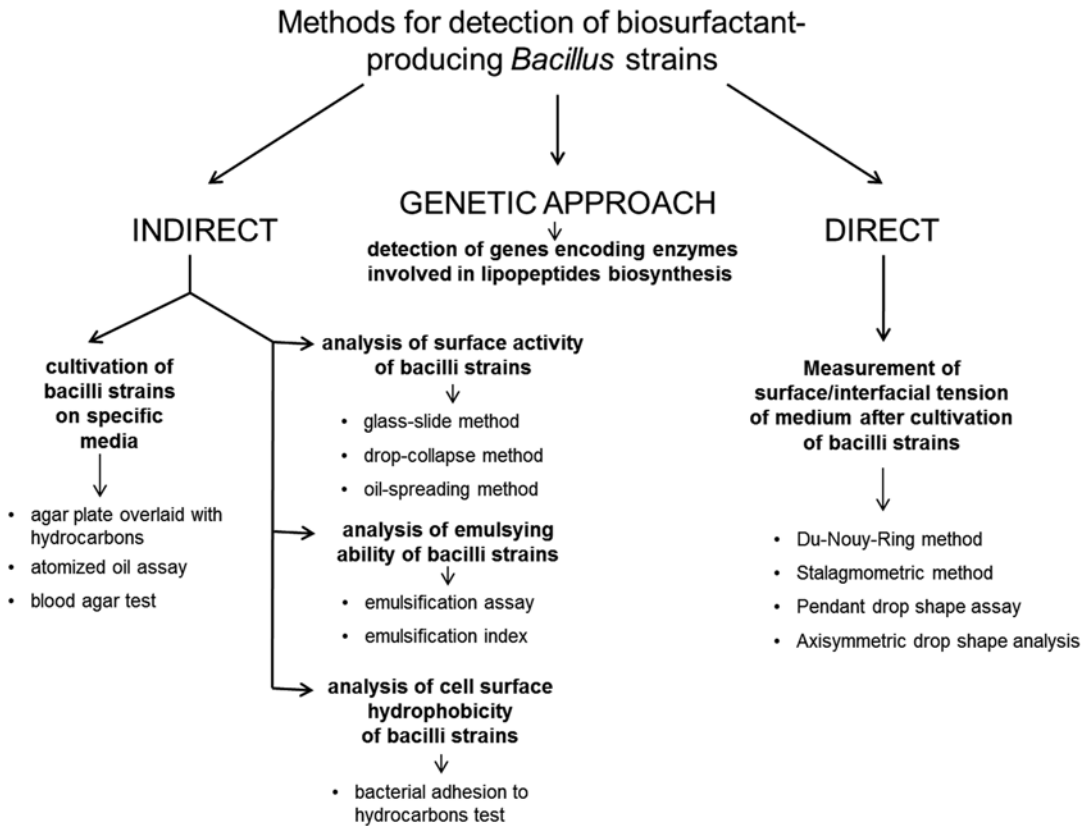 Methods for detection of biosurfactant-
producing Bacillus strains
INDIRECT
cultivation of
bacilli strains
on specific
media
• agar plate overlaid with
hydrocarbons
• atomized oil assay
• blood agar test
analysis of surface activity
of bacilli strains
• glass-slide method
• drop-collapse method
• oil-spreading method
analysis of emulsying
ability of bacilli strains
• emulsification assay
• emulsification index
analysis of cell surface
hydrophobicity
of bacilli strains
• bacterial adhesion to
hydrocarbons test
GENETIC APPROACH
detection of genes encoding enzymes
involved in lipopeptides biosynthesis
DIRECT
Measurement of
surface/interfacial tension
of medium after cultivation
of bacilli strains
• Du-Nouy-Ring method
• Stalagmometric method
• Pendant drop shape assay
• Axisymmetric drop shape analysis